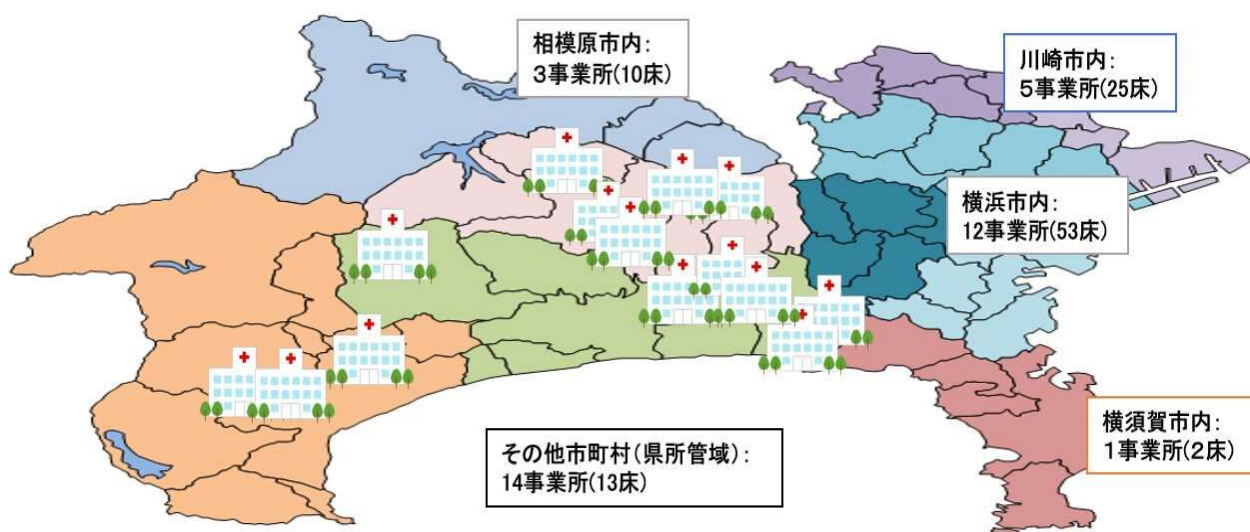 相模原市内：
３事業所(10床)
川崎市内：
５事業所(25床)
横浜市内：
12事業所(53床)
横須賀市内：
１事業所(２床)
その他市町村(県所管域)：
14事業所(13床)